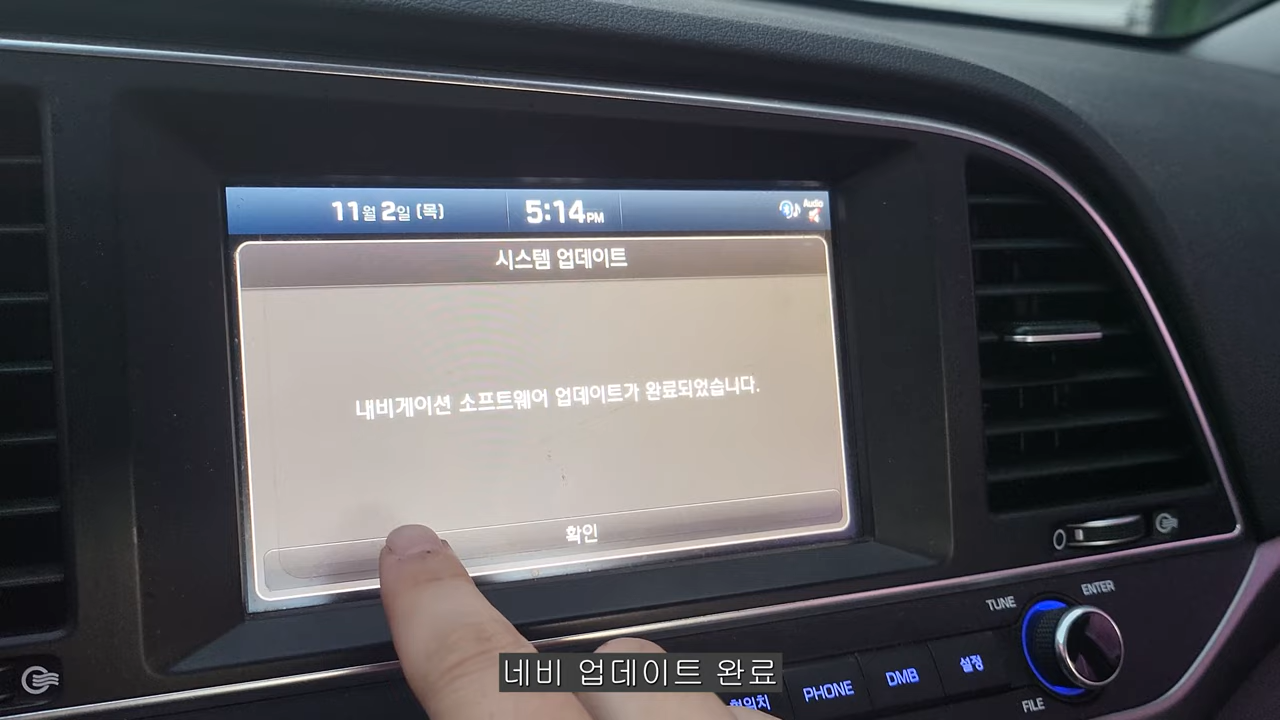 11월 2일 (목) 5:14PM Audio
시스템 업데이트
내비게이션 소프트웨어 업데이트가 완료되었습니다.
확인
TUNE ENTER
PHONE DMB 설정
FILE
네비 업데이트 완료